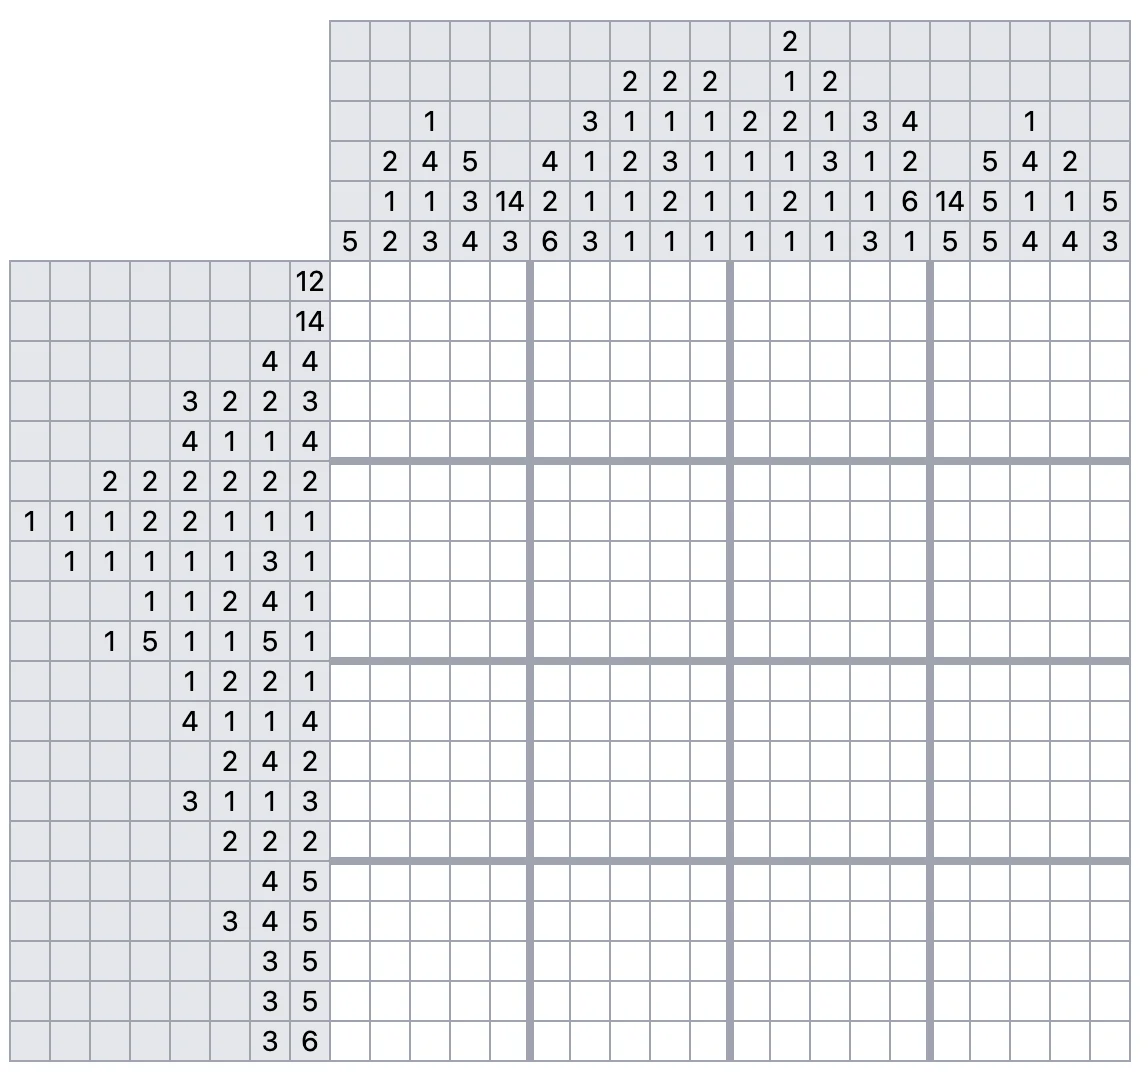 2
2 2 2 1 2
1 3 1 1 1 2 2 1 3 4 1
2 4 5 4 1 2 3 1 1 1 3 1 2 5 4 2
1 1 3 14 2 1 1 2 1 1 2 1 1 6 14 5 1 1 5
5 2 3 4 3 6 3 1 1 1 1 1 1 3 1 5 5 4 4 3
12
14
4 4
3 2 2 3
4 1 1 4
2 2 2 2 2 2
1 1 1 2 2 1 1 1
1 1 1 1 1 3 1
1 1 2 4 1
1 5 1 1 5 1
1 2 2 1
4 1 1 4
2 4 2
3 1 1 3
2 2 2
4 5
3 4 5
3 5
3 5
3 6